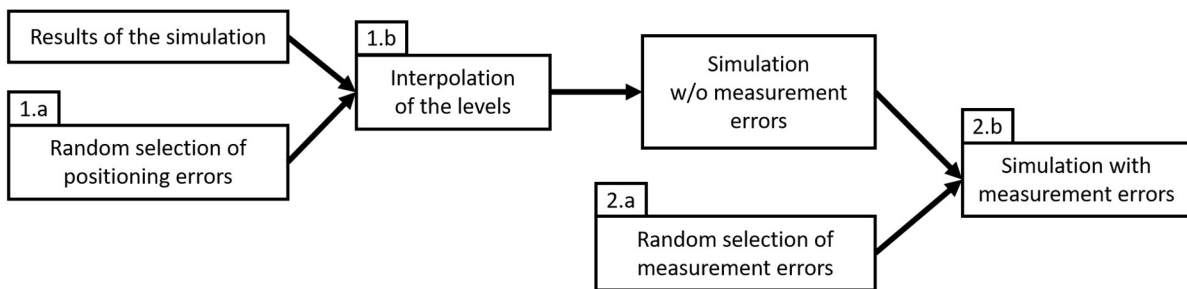 Results of the simulation
1.a
Random selection of
positioning errors
1.b
Interpolation
of the levels
Simulation
w/o measurement
errors
2.a
Random selection of
measurement errors
2.b
Simulation with
measurement errors